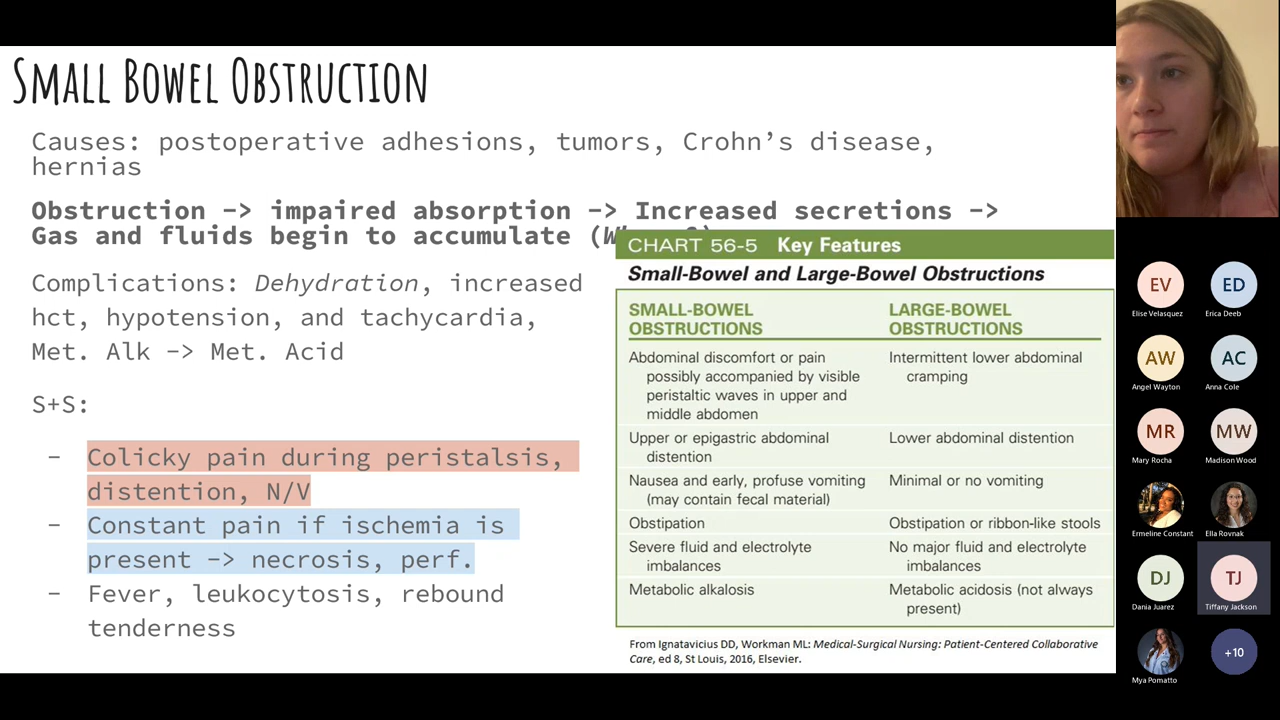 Small Bowel Obstruction
Causes: postoperative adhesions, tumors, Crohn’s disease,
hernias
Obstruction -> impaired absorption -> Increased secretions ->
Gas and fluids begin to accumulate (
Complications: Dehydration, increased
hct, hypotension, and tachycardia,
Met. Alk -> Met. Acid
S+S:
- Colicky pain during peristalsis,
distention, N/V
- Constant pain if ischemia is
present -> necrosis, perf.
- Fever, leukocytosis, rebound
tenderness
CHART 56-5 Key Features
Small-Bowel and Large-Bowel Obstructions
SMALL-BOWEL
OBSTRUCTIONS
LARGE-BOWEL
OBSTRUCTIONS
Abdominal discomfort or pain
possibly accompanied by visible
peristaltic waves in upper and
middle abdomen
Intermittent lower abdominal
cramping
Upper or epigastric abdominal
distention
Lower abdominal distention
Nausea and early, profuse vomiting
(may contain fecal material)
Minimal or no vomiting
Obstipation
Obstipation or ribbon-like stools
Severe fluid and electrolyte
imbalances
No major fluid and electrolyte
imbalances
Metabolic alkalosis
Metabolic acidosis (not always
present)
From Ignatavicius DD, Workman ML: Medical-Surgical Nursing: Patient-Centered Collaborative
Care, ed 8, St Louis, 2016, Elsevier.
EV
Elise Velasquez
ED
Erica Deeb
AW
Angel Wayton
AC
Anna Cole
MR
Mary Rocha
MW
Madison Wood
Ermeline Constant
Ella Rovnak
DJ
Dania Juarez
TJ
Tiffany Jackson
Mya Pomatto
+10